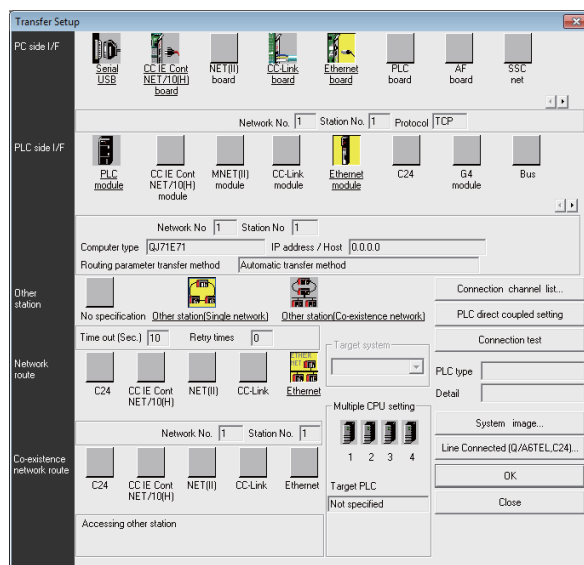 Transfer Setup
PC side I/F
Serial USB
CC IE Cont NET/10(H) board
NET(II) board
CC-Link board
Ethernet board
PLC board
AF board
SSC net
Network No. 1 Station No. 1 Protocol TCP
PLC side I/F
PLC module
CC IE Cont NET/10(H) module
MNET(II) module
CC-Link module
Ethernet module
C24
G4 module
Bus
Network No 1 Station No 1
Computer type QJ71E71 IP address / Host 0.0.0.0
Routing parameter transfer method Automatic transfer method
Other station
No specification
Other station(Single network)
Other station(Co-existence network)
Time out (Sec.) 10 Retry times 0
Network route
C24
CC IE Cont NET/10(H)
NET(II)
CC-Link
ETHER NET
Ethernet
Network No. 1 Station No. 1
Co-existence network route
C24
CC IE Cont NET/10(H)
NET(II)
CC-Link
Ethernet
Accessing other station
Target system
Multiple CPU setting
1 2 3 4
Target PLC
Not specified
Connection channel list...
PLC direct coupled setting
Connection test
PLC type
Detail
System image...
Line Connected (Q/A6TEL,C24)...
OK
Close